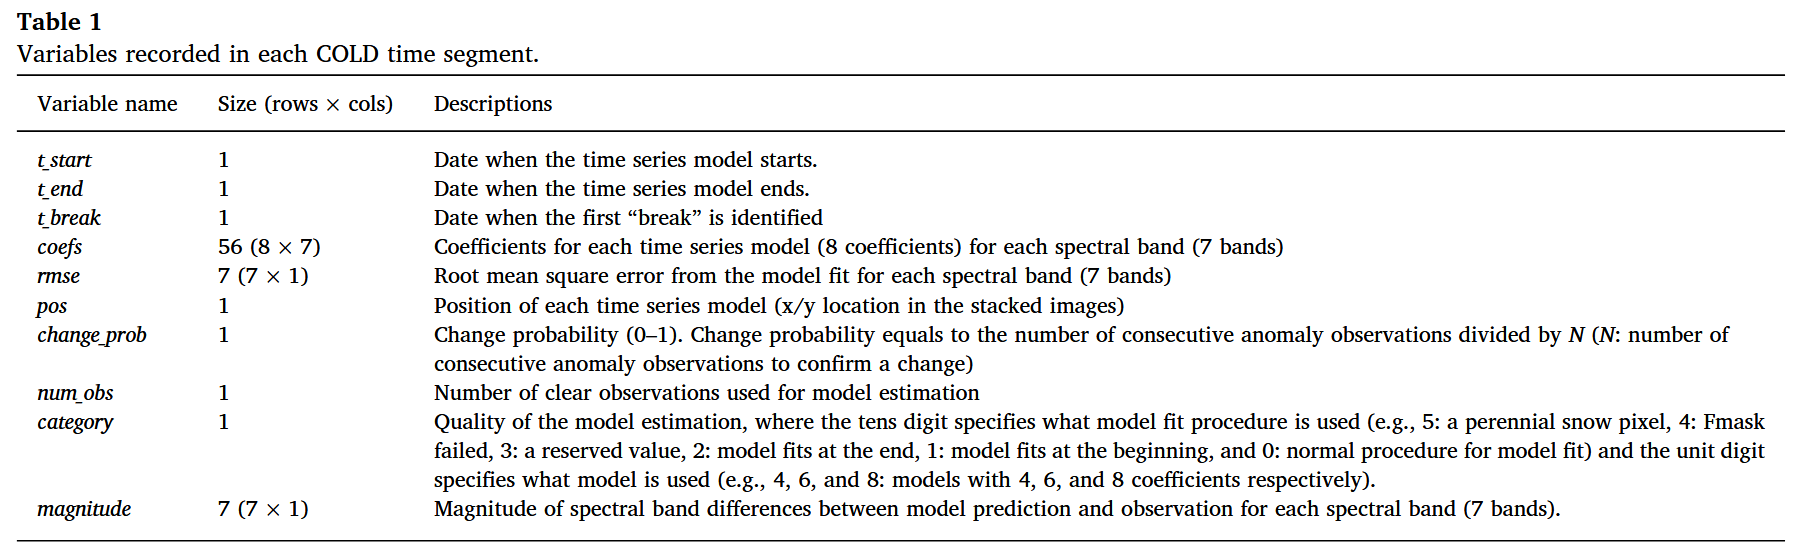 Table 1
Variables recorded in each COLD time segment.
Variable name Size (rows × cols) Descriptions
t_start 1 Date when the time series model starts.
t_end 1 Date when the time series model ends.
t_break 1 Date when the first “break” is identified
coefs 56 (8 × 7) Coefficients for each time series model (8 coefficients) for each spectral band (7 bands)
rmse 7 (7 × 1) Root mean square error from the model fit for each spectral band (7 bands)
pos 1 Position of each time series model (x/y location in the stacked images)
change_prob 1 Change probability (0–1). Change probability equals to the number of consecutive anomaly observations divided by N (N: number of
consecutive anomaly observations to confirm a change)
num_obs 1 Number of clear observations used for model estimation
category 1 Quality of the model estimation, where the tens digit specifies what model fit procedure is used (e.g., 5: a perennial snow pixel, 4: Fmask
failed, 3: a reserved value, 2: model fits at the end, 1: model fits at the beginning, and 0: normal procedure for model fit) and the unit digit
specifies what model is used (e.g., 4, 6, and 8: models with 4, 6, and 8 coefficients respectively).
magnitude 7 (7 × 1) Magnitude of spectral band differences between model prediction and observation for each spectral band (7 bands).